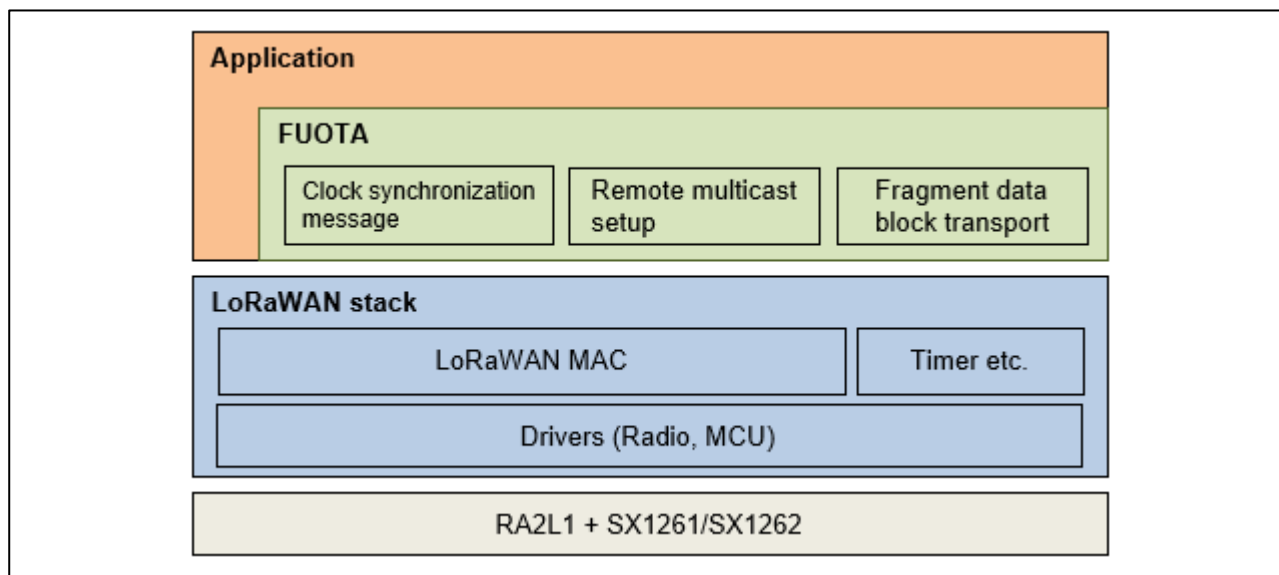 Application
FUOTA
Clock synchronization
message
Remote multicast
setup
Fragment data
block transport
LoRaWAN stack
LoRaWAN MAC
Timer etc.
Drivers (Radio, MCU)
RA2L1 + SX1261/SX1262